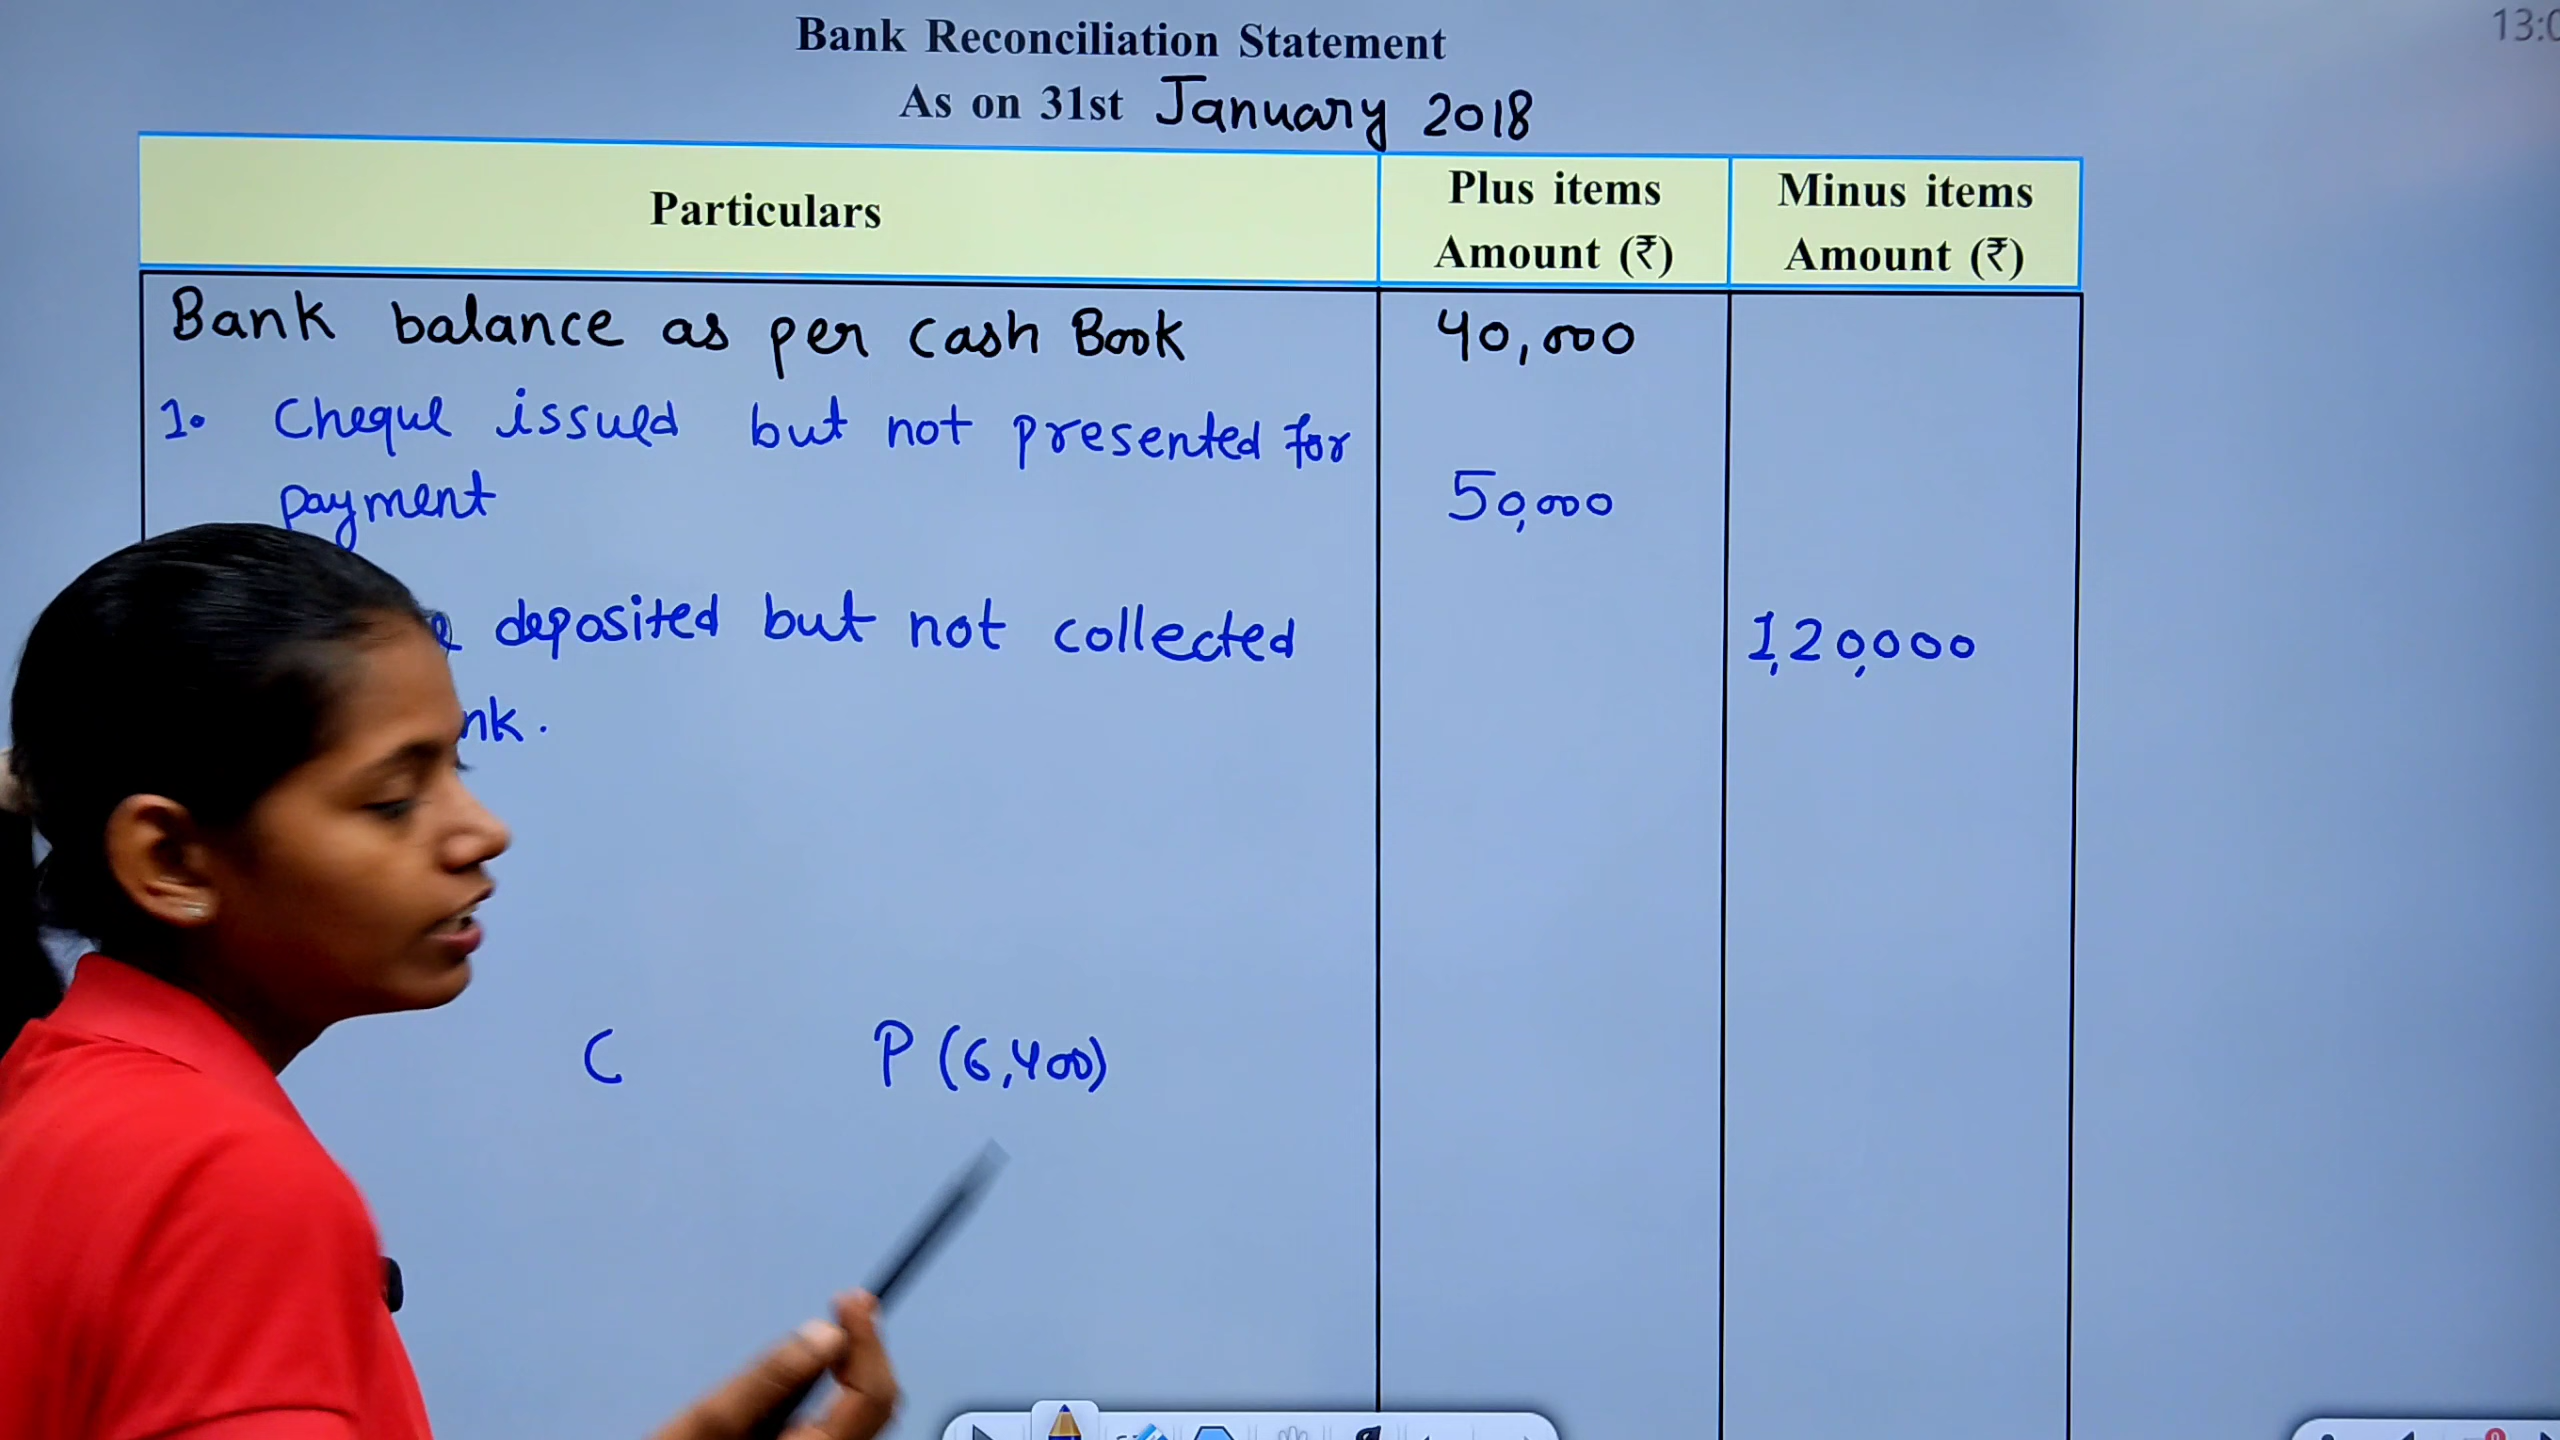 13:0
Bank Reconciliation Statement
As on 31st January 2018
Particulars
Plus items
Amount (₹)
Minus items
Amount (₹)
Bank balance as per Cash Book 40,000
1. Cheque issued but not presented for
payment 50,000
deposited but not collected 1,20,000
nk.
C P (6,400)